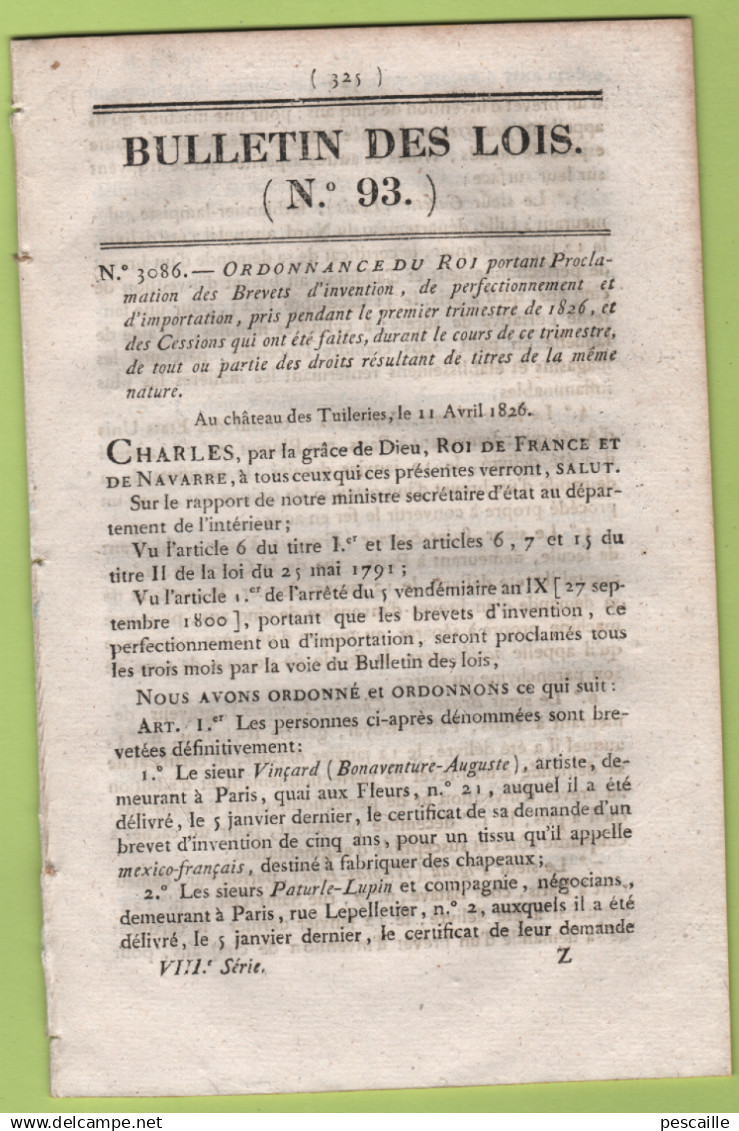 ( 325 )
BULLETIN DES LOIS.
( N.° 93. )
N.° 3086. — ORDONNANCE DU ROI portant Procla-
mation des Brevets d'invention, de perfectionnement et
d'importation, pris pendant le premier trimestre de 1826, et
des Cessions qui ont été faites, durant le cours de ce trimestre,
de tout ou partie des droits résultant de titres de la même
nature.
Au château des Tuileries, le 11 Avril 1826.
CHARLES, par la grâce de Dieu, ROI DE FRANCE ET
DE NAVARRE, à tous ceux qui ces présentes verront, SALUT.
Sur le rapport de notre ministre secrétaire d'état au dépar-
tement de l'intérieur;
Vu l'article 6 du titre I.er et les articles 6, 7 et 15 du
titre II de la loi du 25 mai 1791;
Vu l'article 1.er de l'arrêté du 5 vendémiaire an IX [27 sep-
tembre 1800], portant que les brevets d'invention, de
perfectionnement ou d'importation, seront proclamés tous
les trois mois par la voie du Bulletin des lois,
NOUS AVONS ORDONNÉ et ORDONNONS ce qui suit:
ART. 1.er Les personnes ci-après dénommées sont bre-
vetées définitivement:
1.° Le sieur Vinçard (Bonaventure-Auguste), artiste, de-
meurant à Paris, quai aux Fleurs, n.° 21, auquel il a été
délivré, le 5 janvier dernier, le certificat de sa demande d'un
brevet d'invention de cinq ans, pour un tissu qu'il appelle
mexico-français, destiné à fabriquer des chapeaux;
2.° Les sieurs Paturle-Lupin et compagnie, négocians,
demeurant à Paris, rue Lepelletier, n.° 2, auxquels il a été
délivré, le 5 janvier dernier, le certificat de leur demande
VIII.e Série. Z
pescaille